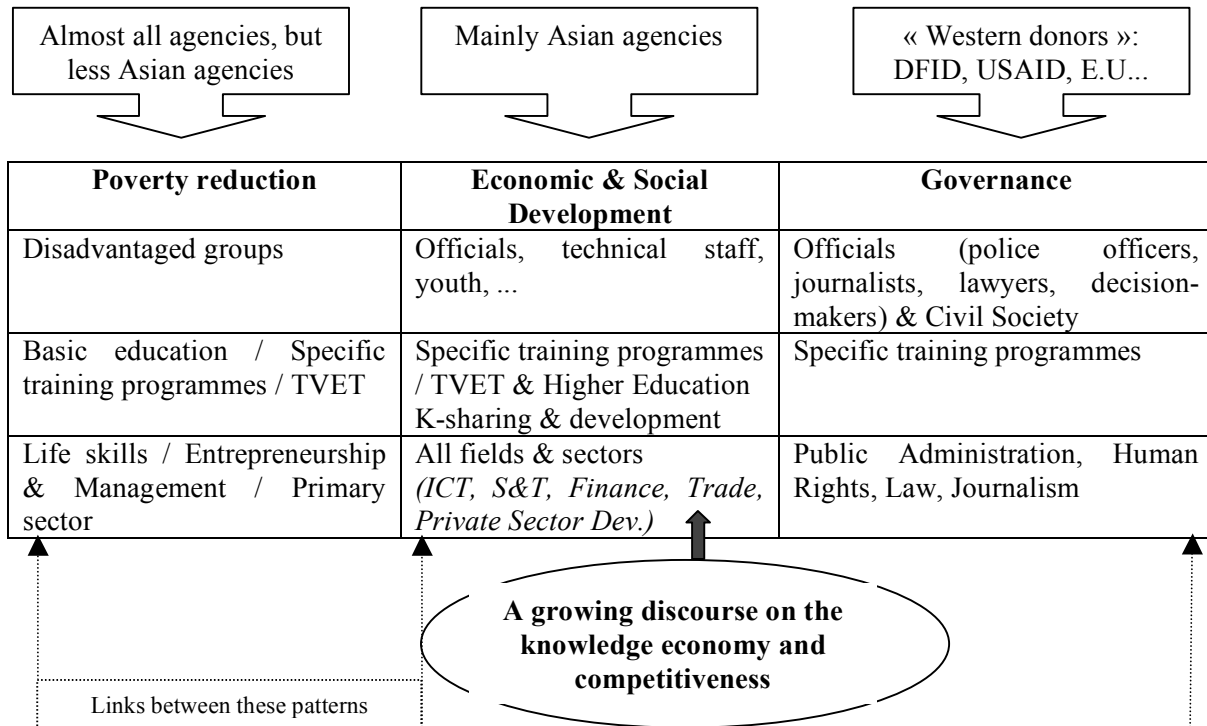 Almost all agencies, but
less Asian agencies
Mainly Asian agencies
« Western donors »:
DFID, USAID, E.U...
Poverty reduction
Economic & Social
Development
Governance
Disadvantaged groups
Officials, technical staff,
youth, ...
Officials (police officers,
journalists, lawyers, decision-
makers) & Civil Society
Basic education / Specific
training programmes / TVET
Specific training programmes
/ TVET & Higher Education
K-sharing & development
Specific training programmes
Life skills / Entrepreneurship
& Management / Primary
sector
All fields & sectors
(ICT, S&T, Finance, Trade,
Private Sector Dev.)
Public Administration, Human
Rights, Law, Journalism
A growing discourse on the
knowledge economy and
competitiveness
Links between these patterns